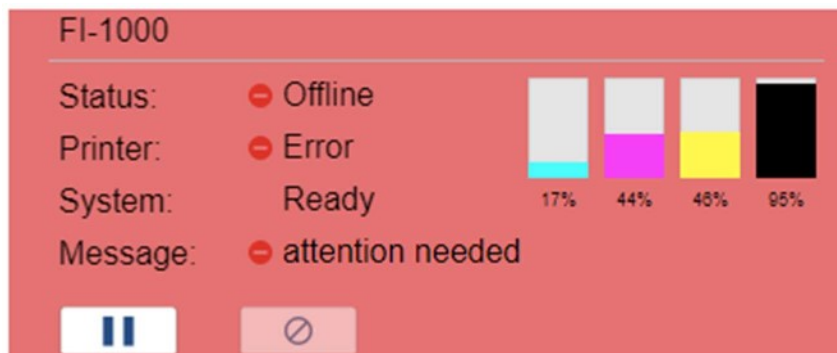 FI-1000
Status: Offline
Printer: Error
System: Ready
17% 44% 46% 95%
Message: attention needed